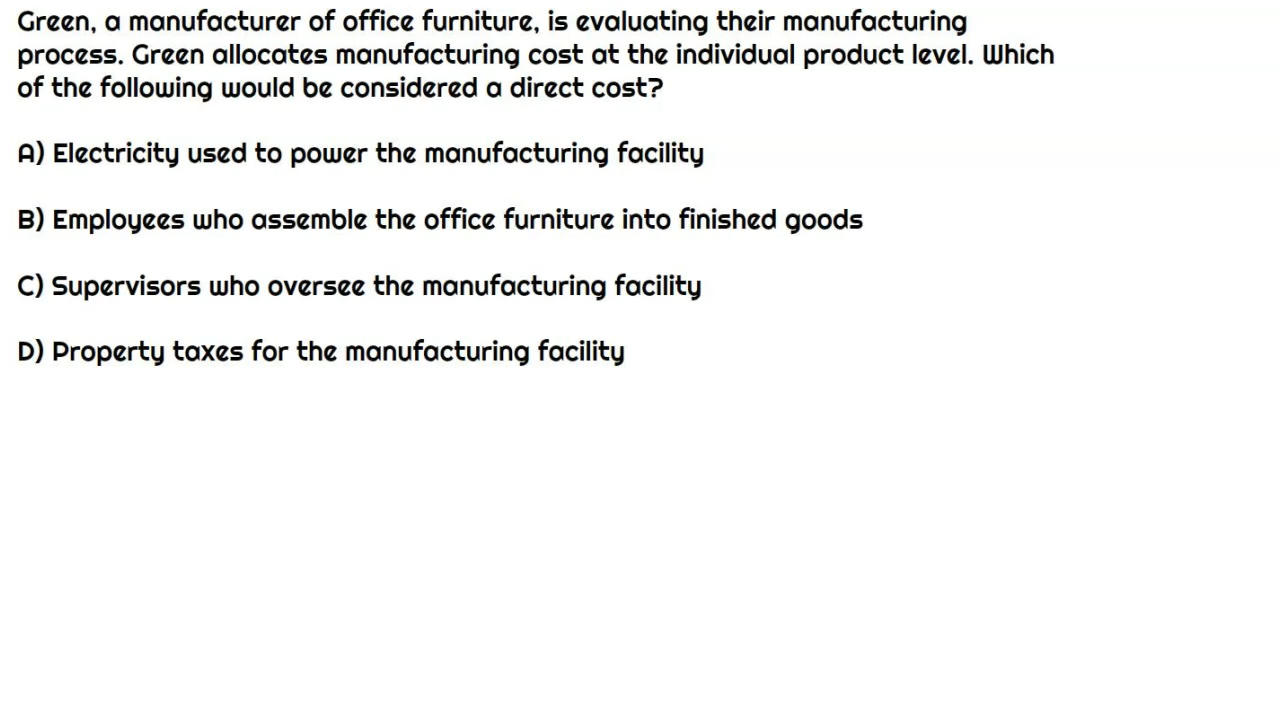 Green, a manufacturer of office furniture, is evaluating their manufacturing
process. Green allocates manufacturing cost at the individual product level. Which
of the following would be considered a direct cost?
A) Electricity used to power the manufacturing facility
B) Employees who assemble the office furniture into finished goods
C) Supervisors who oversee the manufacturing facility
D) Property taxes for the manufacturing facility